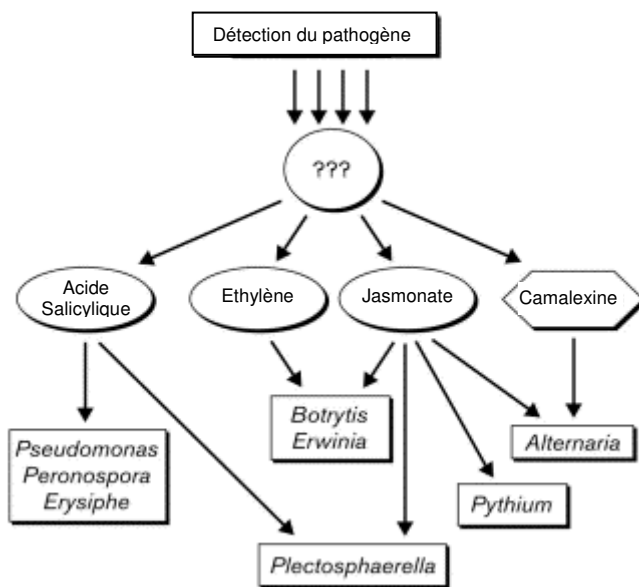 Détection du pathogène
???
Acide
Salicylique
Ethylène
Jasmonate
Camalexine
Pseudomonas
Peronospora
Erysiphe
Botrytis
Erwinia
Alternaria
Pythium
Plectosphaerella